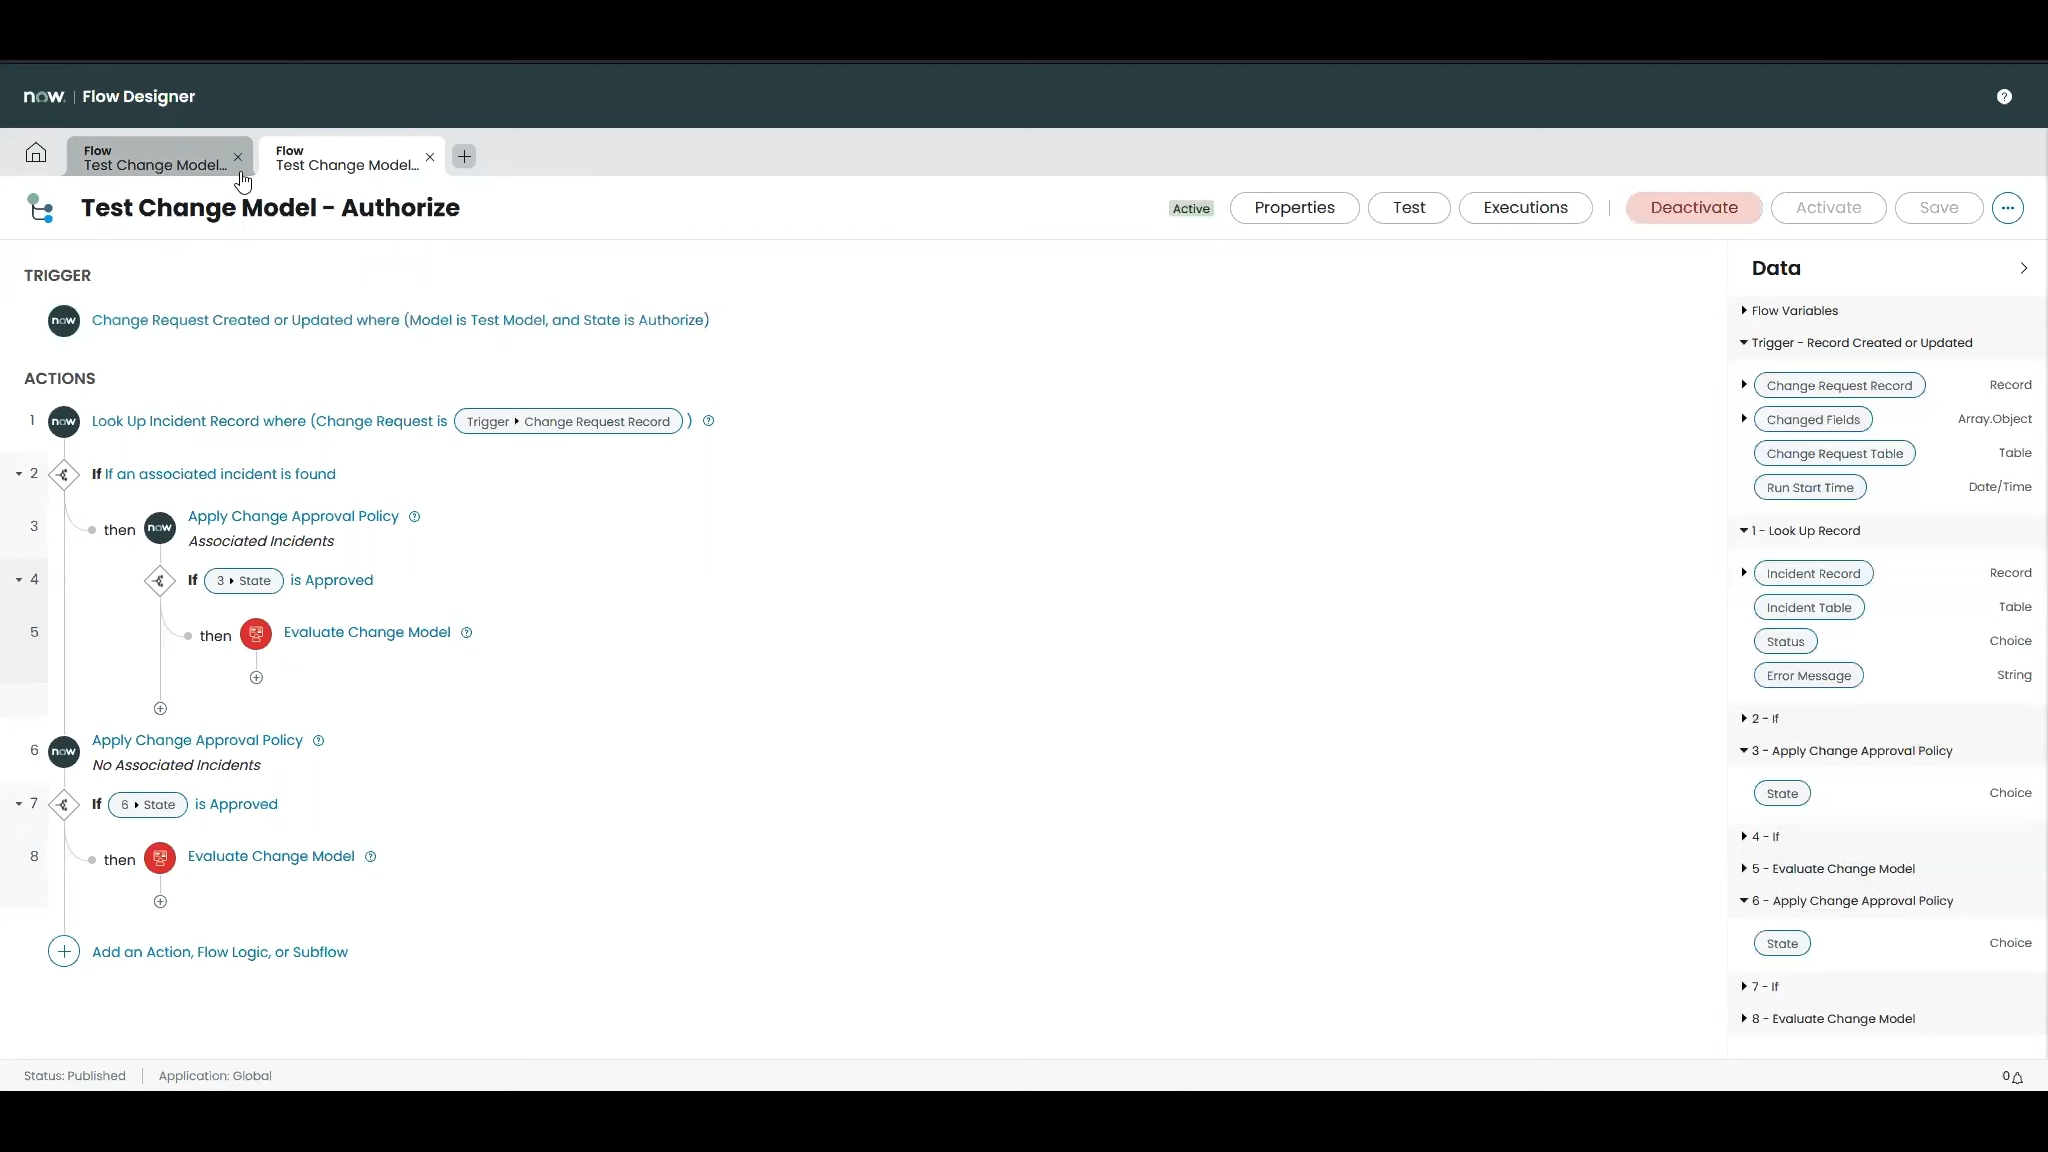 now. | Flow Designer
Flow
Test Change Model...
Flow
Test Change Model...
Test Change Model - Authorize
Active
Properties
Test
Executions
Deactivate
Activate
Save
TRIGGER
now Change Request Created or Updated where (Model is Test Model, and State is Authorize)
ACTIONS
1 now Look Up Incident Record where (Change Request is Trigger ▸ Change Request Record )
2 If If an associated incident is found
3 then now Apply Change Approval Policy
Associated Incidents
4 If 3 ▸ State is Approved
5 then Evaluate Change Model
6 now Apply Change Approval Policy
No Associated Incidents
7 If 6 ▸ State is Approved
8 then Evaluate Change Model
Add an Action, Flow Logic, or Subflow
Data
Flow Variables
Trigger - Record Created or Updated
Change Request Record Record
Changed Fields Array.Object
Change Request Table Table
Run Start Time Date/Time
1 - Look Up Record
Incident Record Record
Incident Table Table
Status Choice
Error Message String
2 - If
3 - Apply Change Approval Policy
State Choice
4 - If
5 - Evaluate Change Model
6 - Apply Change Approval Policy
State Choice
7 - If
8 - Evaluate Change Model
Status: Published | Application: Global
0